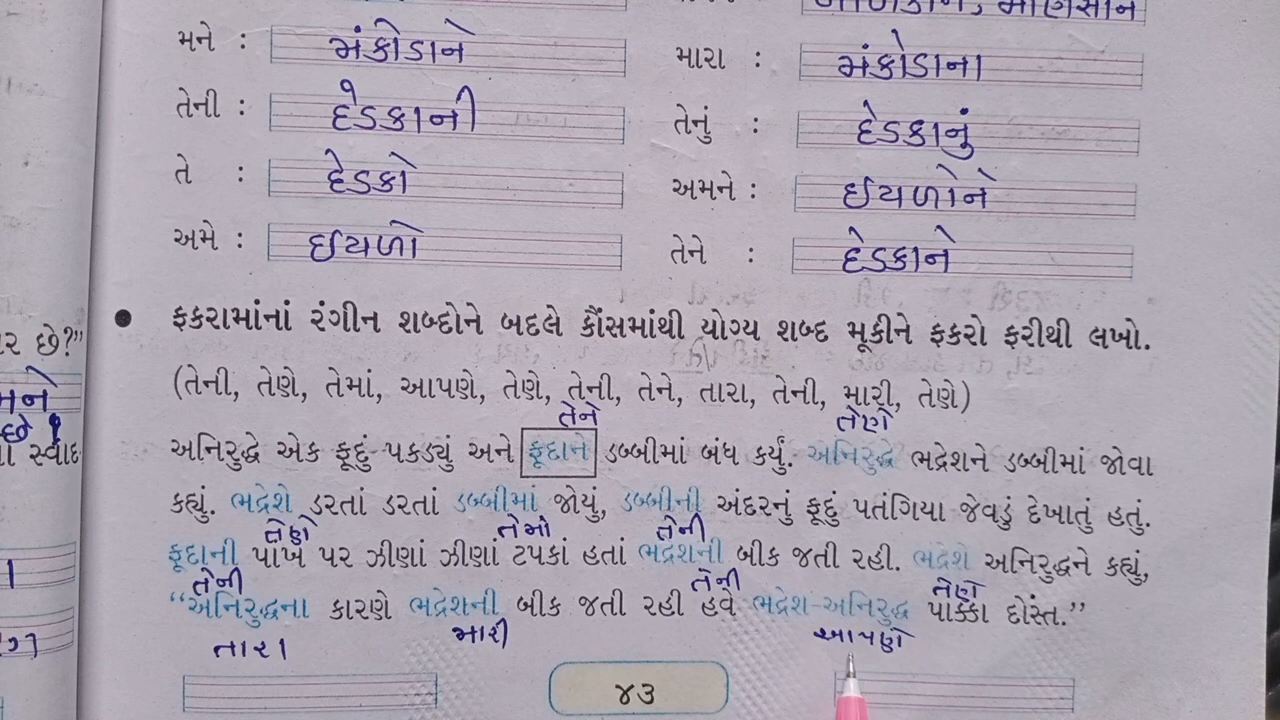 માણસોને
મને : મંકોડાને મારા : મંકોડાના
તેની : દેડકાની તેનું : દેડકાનું
તે : દેડકો અમને : ઈયળોને
અમે : ઈયળો તેને : દેડકાને
● ફકરામાંનાં રંગીન શબ્દોને બદલે કૌંસમાંથી યોગ્ય શબ્દ મૂકીને ફકરો ફરીથી લખો.
(તેની, તેણે, તેમાં, આપણે, તેણે, તેની, તેને, તારા, તેની, મારી, તેણે)
તેને તેણે
અનિરુદ્ધે એક ફૂદું પકડ્યું અને ફૂદાને ડબ્બીમાં બંધ કર્યું. અનિરુદ્ધે ભદ્રેશને ડબ્બીમાં જોવા
કહ્યું. ભદ્રેશે ડરતાં ડરતાં ડબ્બીમાં જોયું, ડબ્બીની અંદરનું ફૂદું પતંગિયા જેવડું દેખાતું હતું.
તેણે તેમાં તેની
ફૂદાની પાંખ પર ઝીણાં ઝીણાં ટપકાં હતાં ભદ્રેશની બીક જતી રહી. ભદ્રેશે અનિરુદ્ધને કહ્યું,
તેની તેની તેણે
“અનિરુદ્ધના કારણે ભદ્રેશની બીક જતી રહી હવે ભદ્રેશ-અનિરુદ્ધ પાક્કા દોસ્ત.”
તારા મારી આપણે
૪૩
ર છે?”
મને
છે !
સ્વાદ